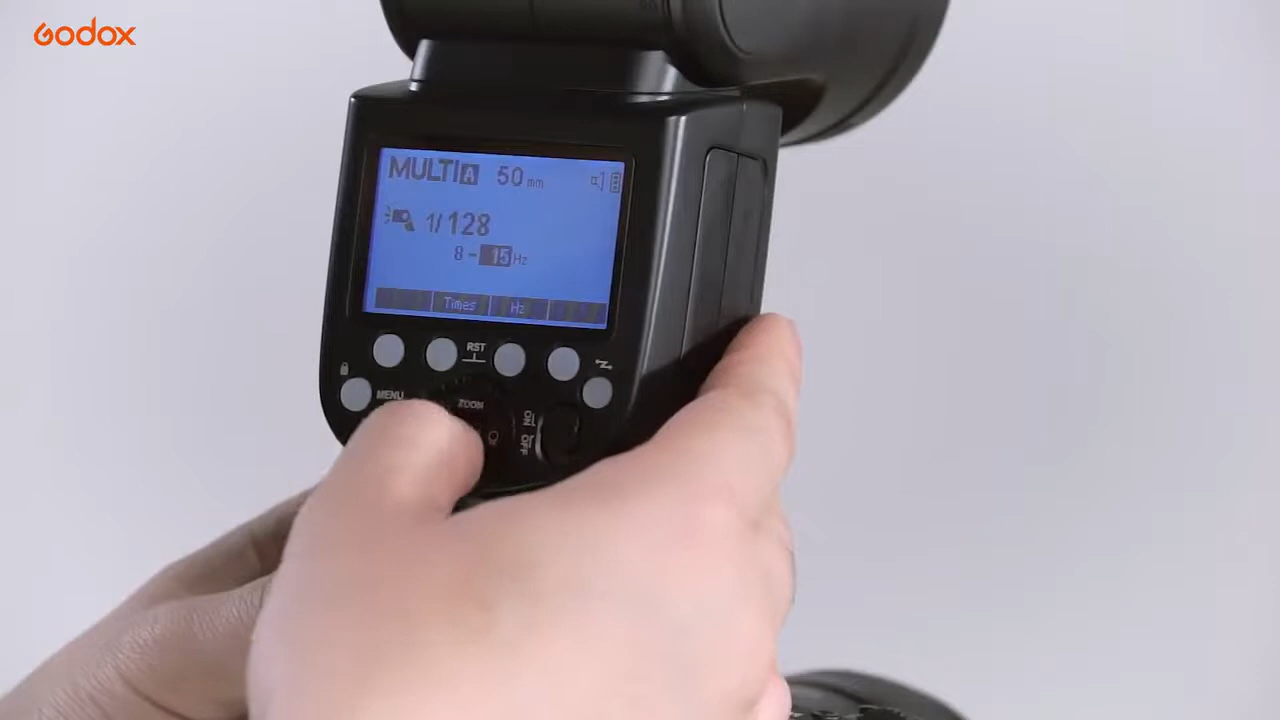 Godox
MULTI A 50 mm
1/128
8 - 15 Hz
Times Hz
RST
MENU
ZOOM
ON
OFF